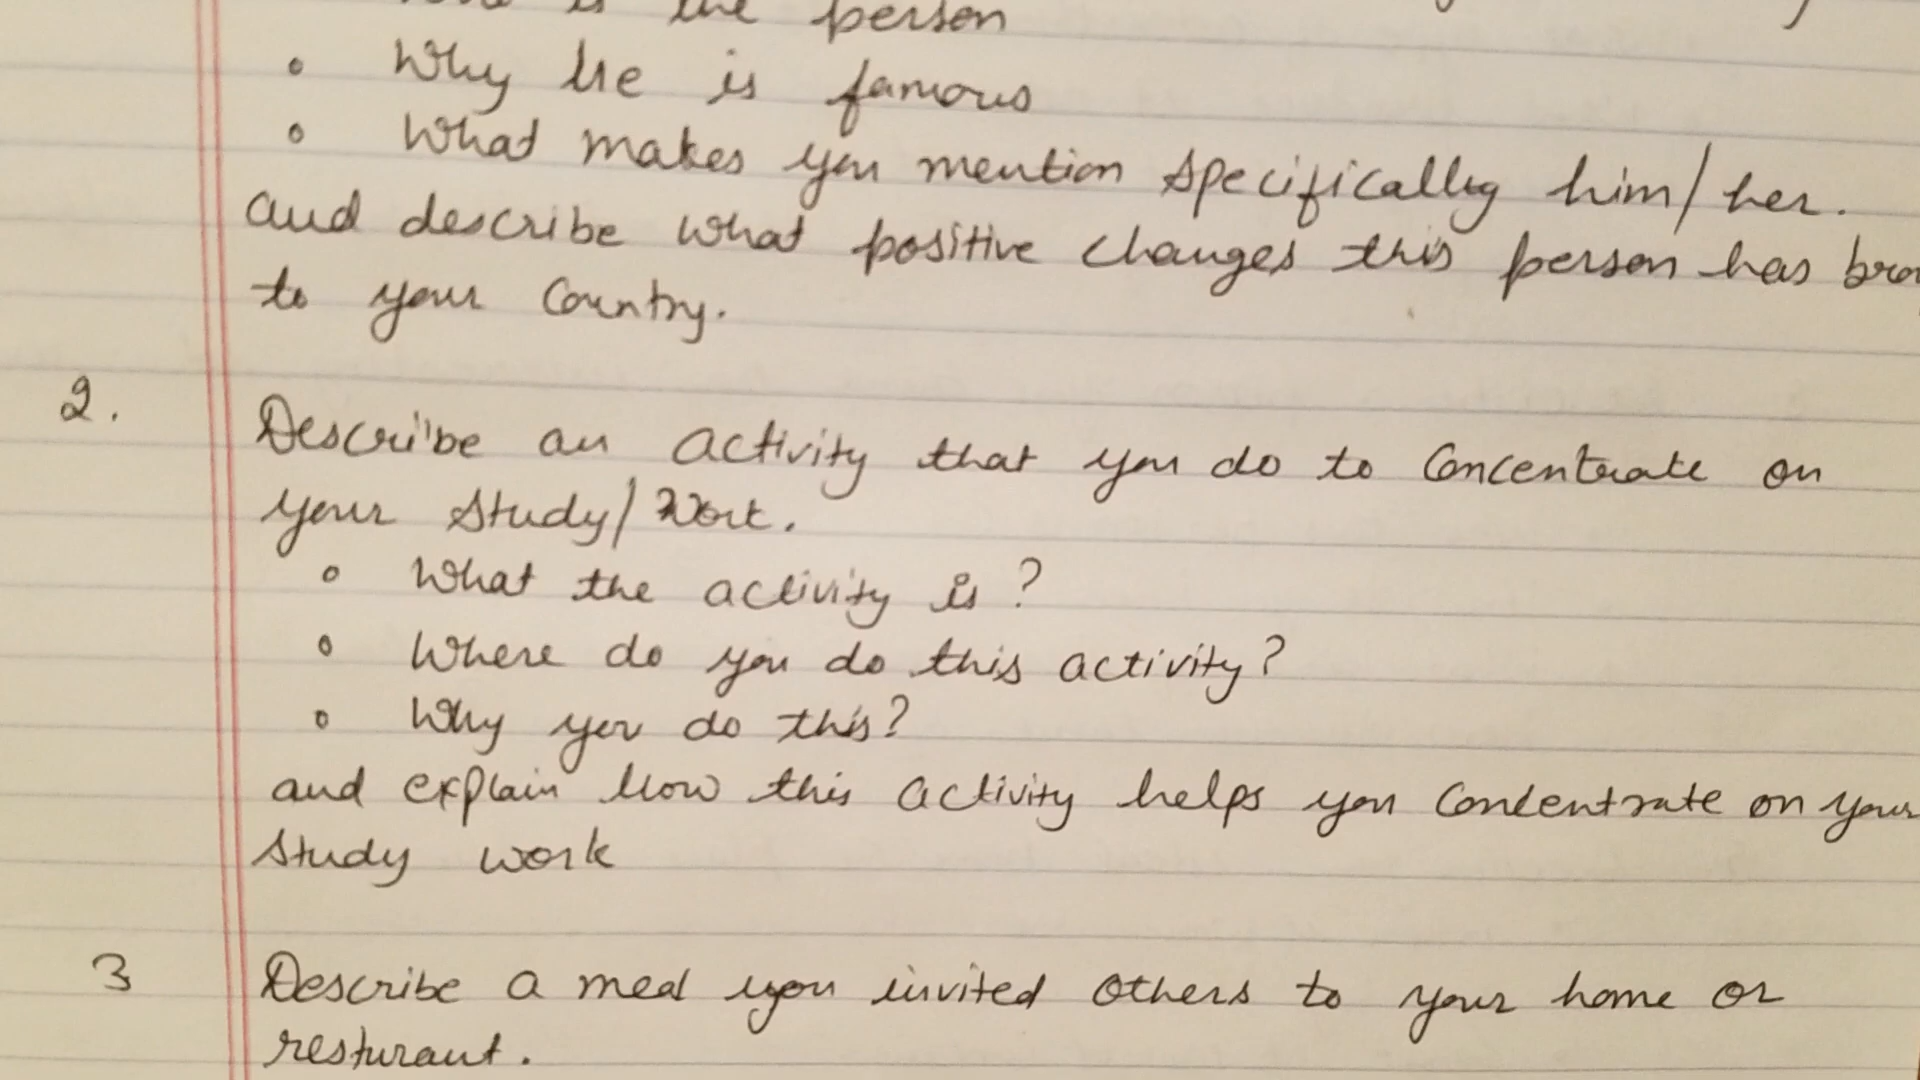 is the person
• Why he is famous
• What makes you mention specifically him/her.
and describe what positive changes this person has
to your Country.
2. Describe an activity that you do to Concentrate on
your study/Work.
• What the activity is?
• Where do you do this activity?
• Why you do this?
and explain how this activity helps you Concentrate on your
study work
3 Describe a meal you invited others to your home or
resturant.